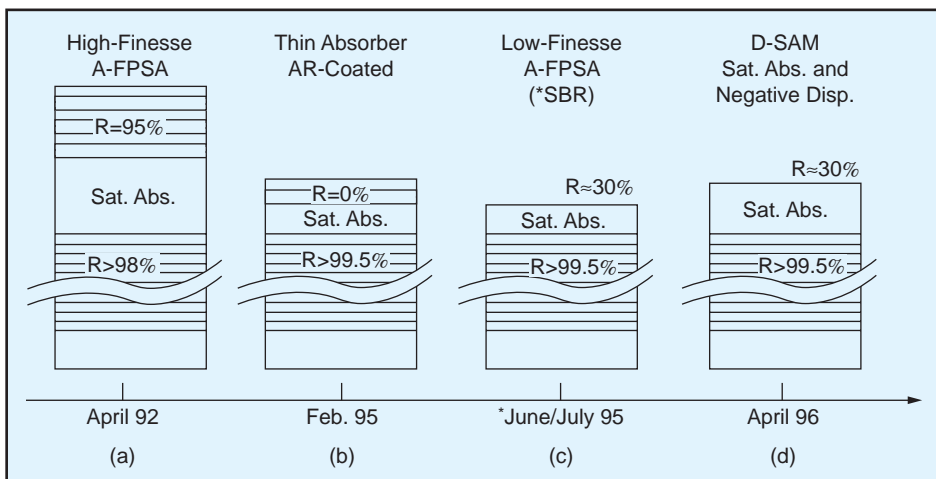 High-Finesse
A-FPSA
Thin Absorber
AR-Coated
Low-Finesse
A-FPSA
(*SBR)
D-SAM
Sat. Abs. and
Negative Disp.
R=95%
Sat. Abs.
R>98%
R=0%
Sat. Abs.
R>99.5%
R≈30%
Sat. Abs.
R>99.5%
R≈30%
Sat. Abs.
R>99.5%
April 92
Feb. 95
*June/July 95
April 96
(a)
(b)
(c)
(d)